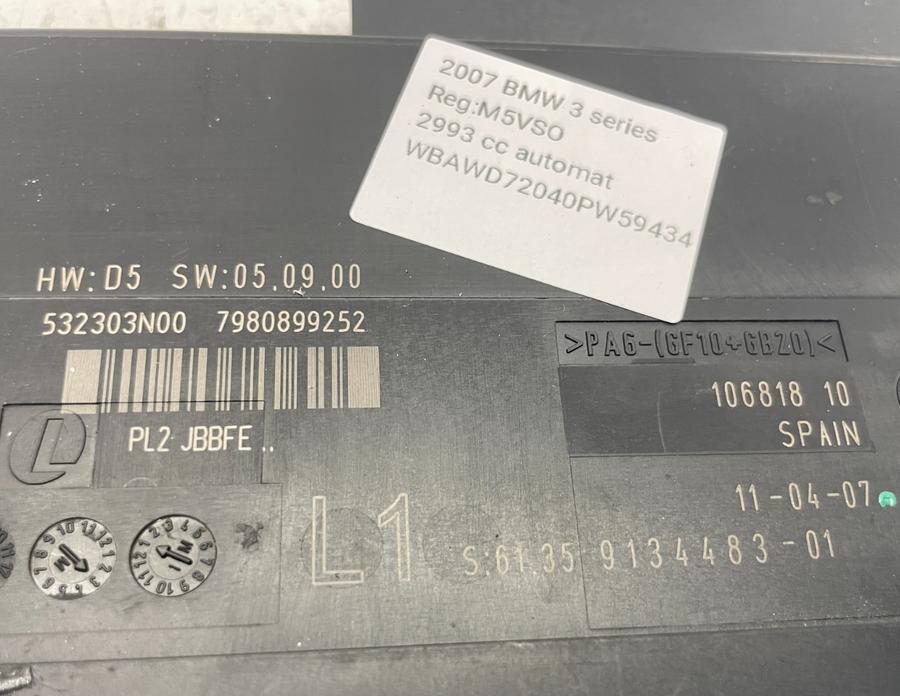 2007 BMW 3 series
Reg:M5VSO
2993 cc automat
WBAWD72040PW59434
HW:D5 SW:05.09.00
532303N00 7980899252
>PA6-(GF10+GB20)<
106818 10
SPAIN
PL2 JBBFE ..
11-04-07
L1
S:61.35 9134483-01